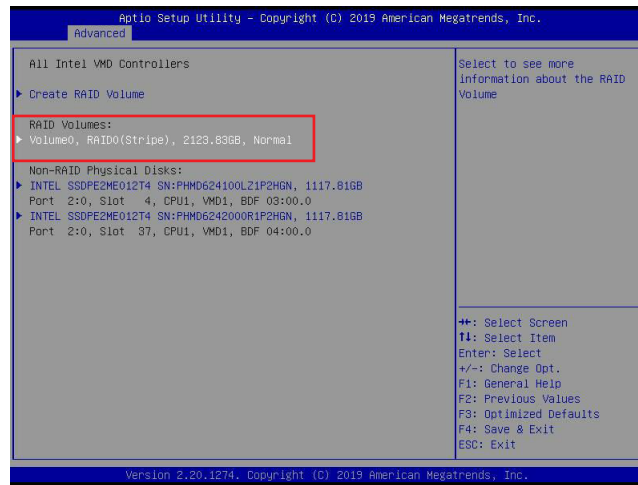 Aptio Setup Utility – Copyright (C) 2019 American Megatrends, Inc.
Advanced
All Intel VMD Controllers
Create RAID Volume
RAID Volumes:
Volume0, RAID0(Stripe), 2123.83GB, Normal
Non-RAID Physical Disks:
INTEL SSDPE2ME012T4 SN:PHMD624100LZ1P2HGN, 1117.81GB
Port 2:0, Slot 4, CPU1, VMD1, BDF 03:00.0
INTEL SSDPE2ME012T4 SN:PHMD6242000R1P2HGN, 1117.81GB
Port 2:0, Slot 37, CPU1, VMD1, BDF 04:00.0
Select to see more
information about the RAID
Volume
→←: Select Screen
↑↓: Select Item
Enter: Select
+/-: Change Opt.
F1: General Help
F2: Previous Values
F3: Optimized Defaults
F4: Save & Exit
ESC: Exit
Version 2.20.1274. Copyright (C) 2019 American Megatrends, Inc.